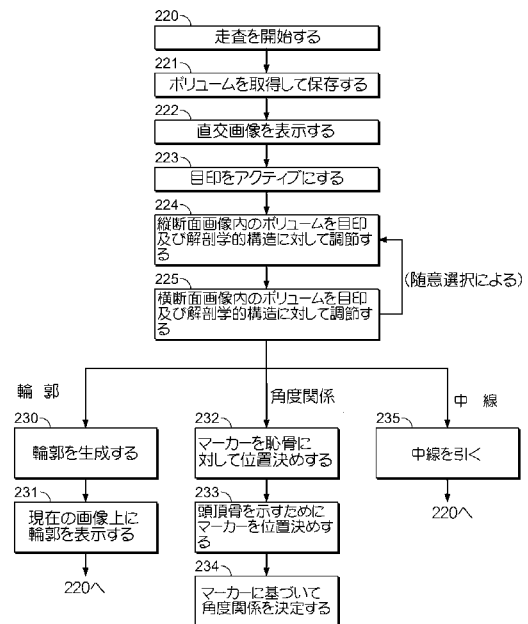 220
走査を開始する
221
ボリュームを取得して保存する
222
直交画像を表示する
223
目印をアクティブにする
224
縦断面画像内のボリュームを目印
及び解剖学的構造に対して調節す
る
(随意選択による)
225
横断面画像内のボリュームを目印
及び解剖学的構造に対して調節す
る
輪 郭
角度関係
中 線
230
輪郭を生成する
231
現在の画像上に
輪郭を表示する
220へ
232
マーカーを恥骨に
対して位置決めする
233
頭頂骨を示すために
マーカーを位置決めす
る
234
マーカーに基づいて
角度関係を決定する
235
中線を引く
220へ